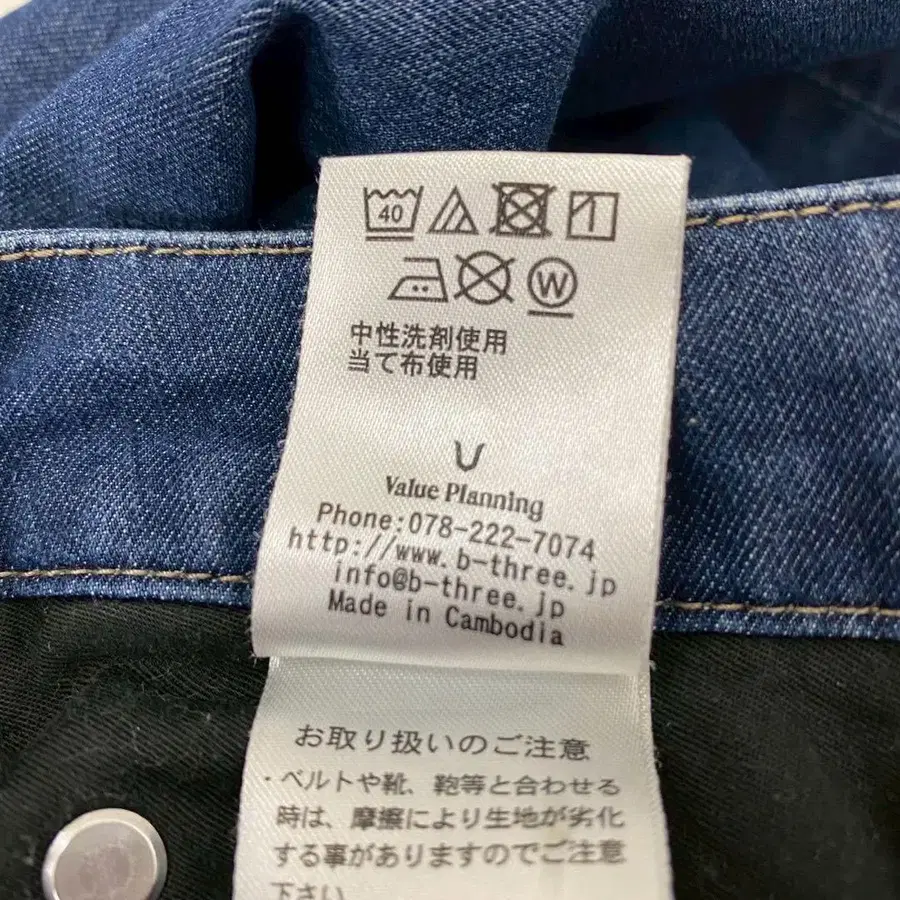 40
W
中性洗剤使用
当て布使用
Value Planning
Phone:078-222-7074
http://www.b-three.jp
info@b-three.jp
Made in Cambodia
お取り扱いのご注意
・ベルトや靴、鞄等と合わせる
時は、摩擦により生地が劣化
する事がありますのでご注意
下さい